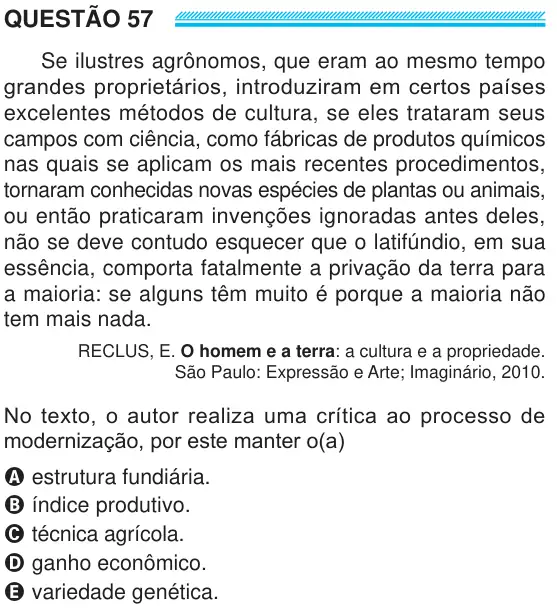 QUESTÃO 57
Se ilustres agrônomos, que eram ao mesmo tempo
grandes proprietários, introduziram em certos países
excelentes métodos de cultura, se eles trataram seus
campos com ciência, como fábricas de produtos químicos
nas quais se aplicam os mais recentes procedimentos,
tornaram conhecidas novas espécies de plantas ou animais,
ou então praticaram invenções ignoradas antes deles,
não se deve contudo esquecer que o latifúndio, em sua
essência, comporta fatalmente a privação da terra para
a maioria: se alguns têm muito é porque a maioria não
tem mais nada.
RECLUS, E. O homem e a terra: a cultura e a propriedade.
São Paulo: Expressão e Arte; Imaginário, 2010.
No texto, o autor realiza uma crítica ao processo de
modernização, por este manter o(a)
A estrutura fundiária.
B índice produtivo.
C técnica agrícola.
D ganho econômico.
E variedade genética.